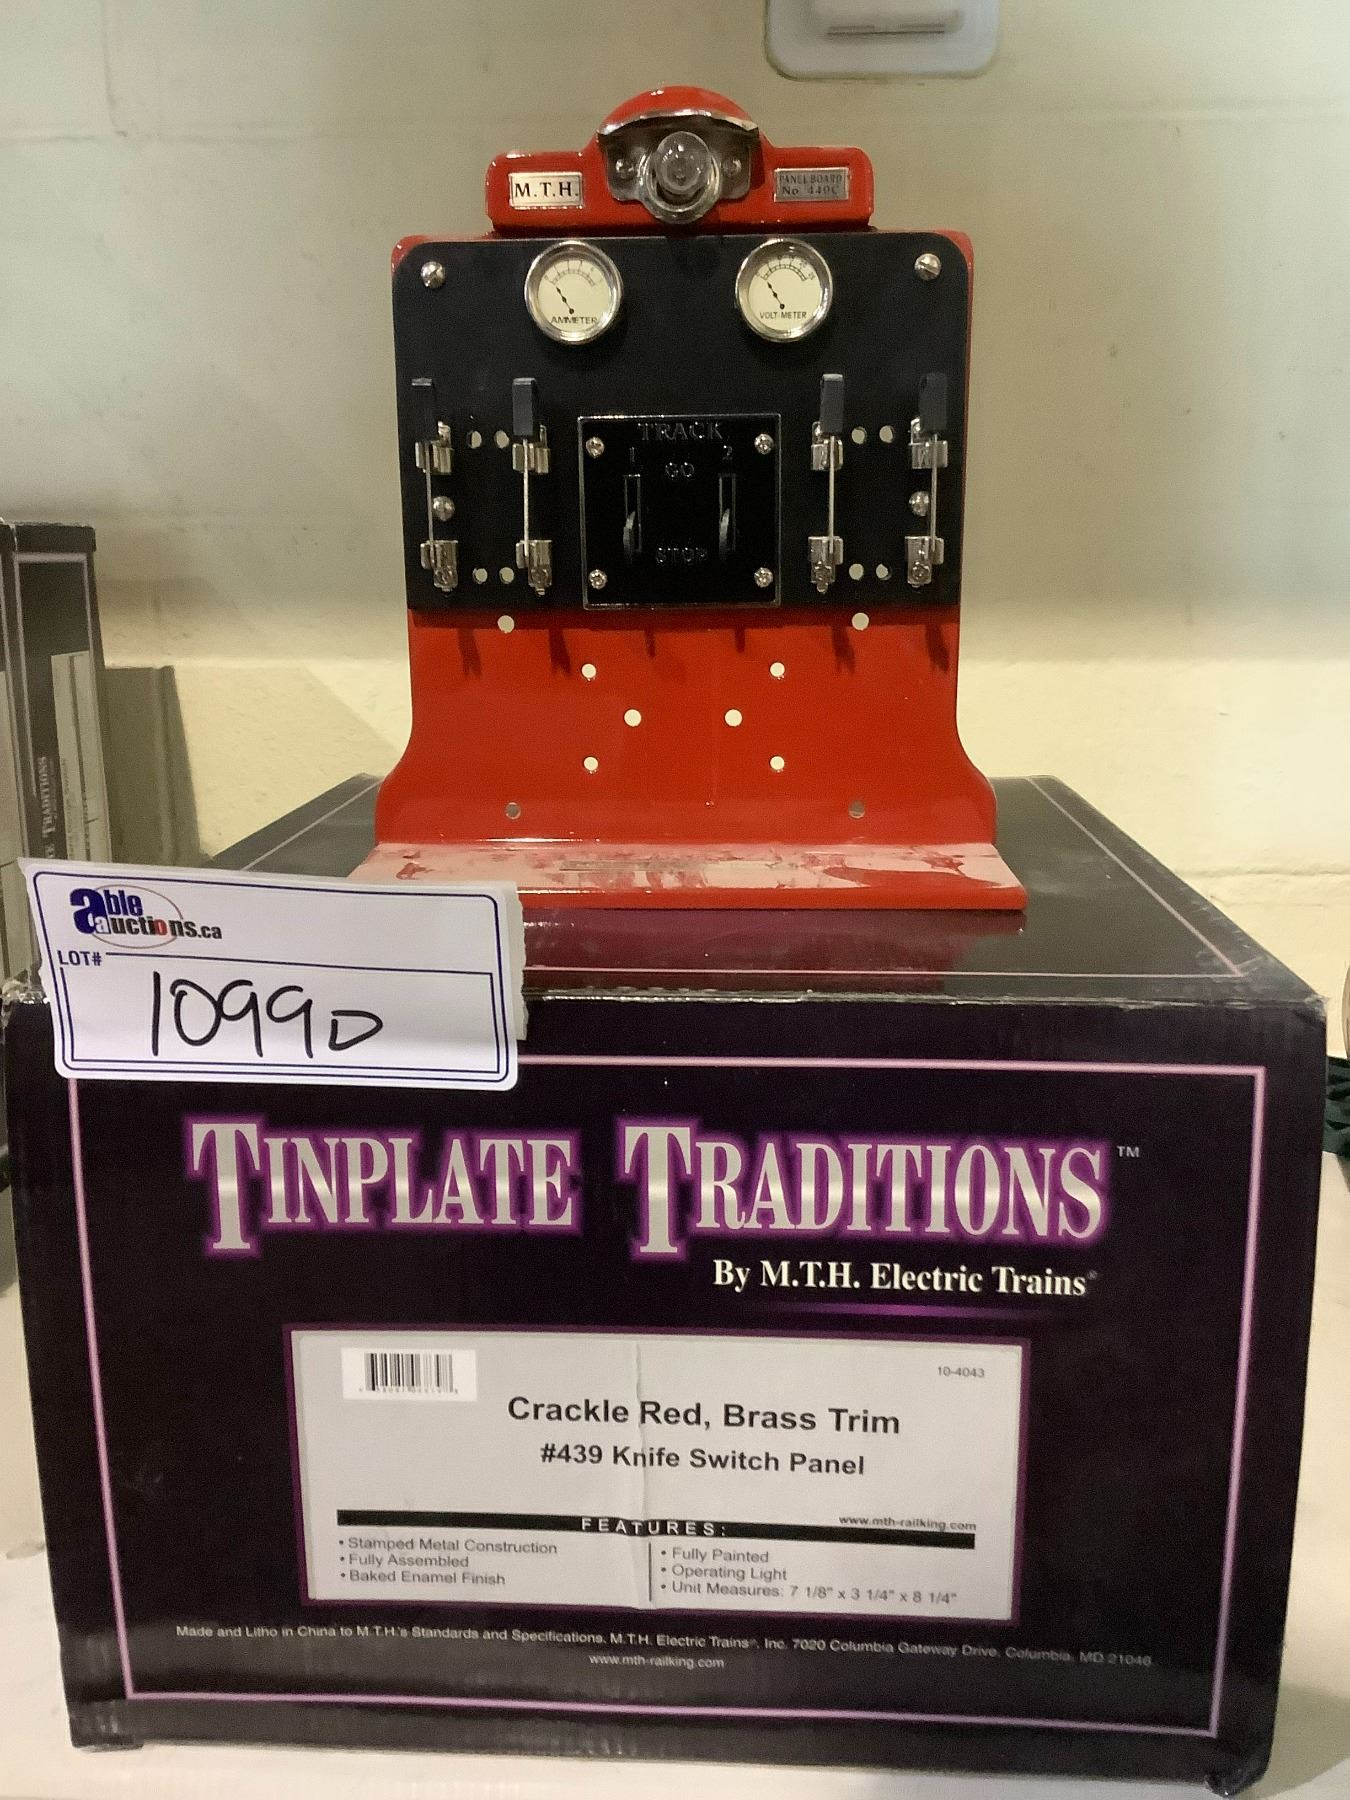 M.T.H.
PANEL BOARD
No. 440C
AMMETER
VOLT-METER
TRACK
1 2
GO
STOP
able
auctions.ca
LOT#
1099D
TRADITIONS
TINPLATE TRADITIONS™
By M.T.H. Electric Trains®
10-4043
Crackle Red, Brass Trim
#439 Knife Switch Panel
www.mth-railking.com
FEATURES:
• Stamped Metal Construction
• Fully Assembled
• Baked Enamel Finish
• Fully Painted
• Operating Light
• Unit Measures: 7 1/8" x 3 1/4" x 8 1/4"
Made and Litho in China to M.T.H.'s Standards and Specifications. M.T.H. Electric Trains®, Inc. 7020 Columbia Gateway Drive, Columbia, MD 21046
www.mth-railking.com